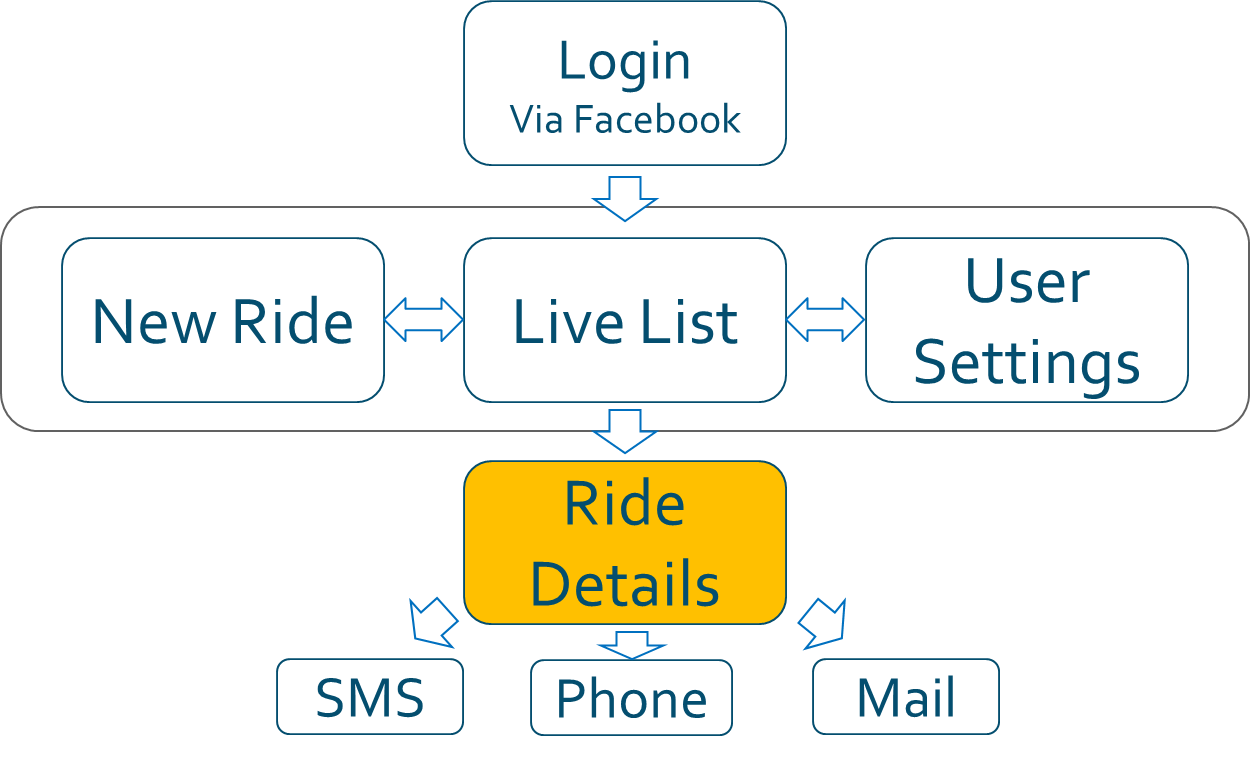 Login
Via Facebook
New Ride
Live List
User
Settings
Ride
Details
SMS
Phone
Mail